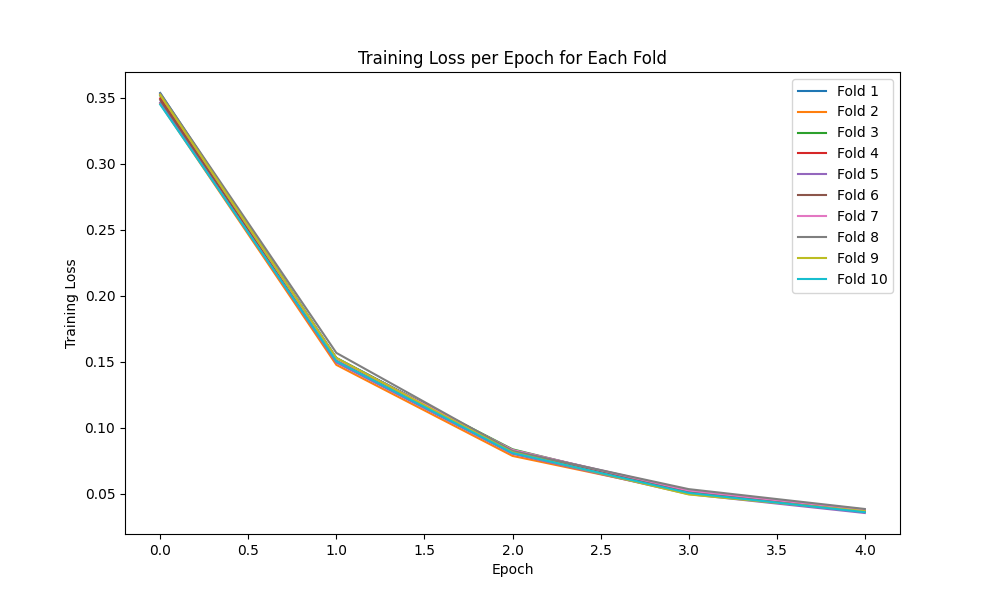 Training Loss per Epoch for Each Fold
Training Loss
0.35
0.30
0.25
0.20
0.15
0.10
0.05
Fold 1
Fold 2
Fold 3
Fold 4
Fold 5
Fold 6
Fold 7
Fold 8
Fold 9
Fold 10
0.0 0.5 1.0 1.5 2.0 2.5 3.0 3.5 4.0
Epoch